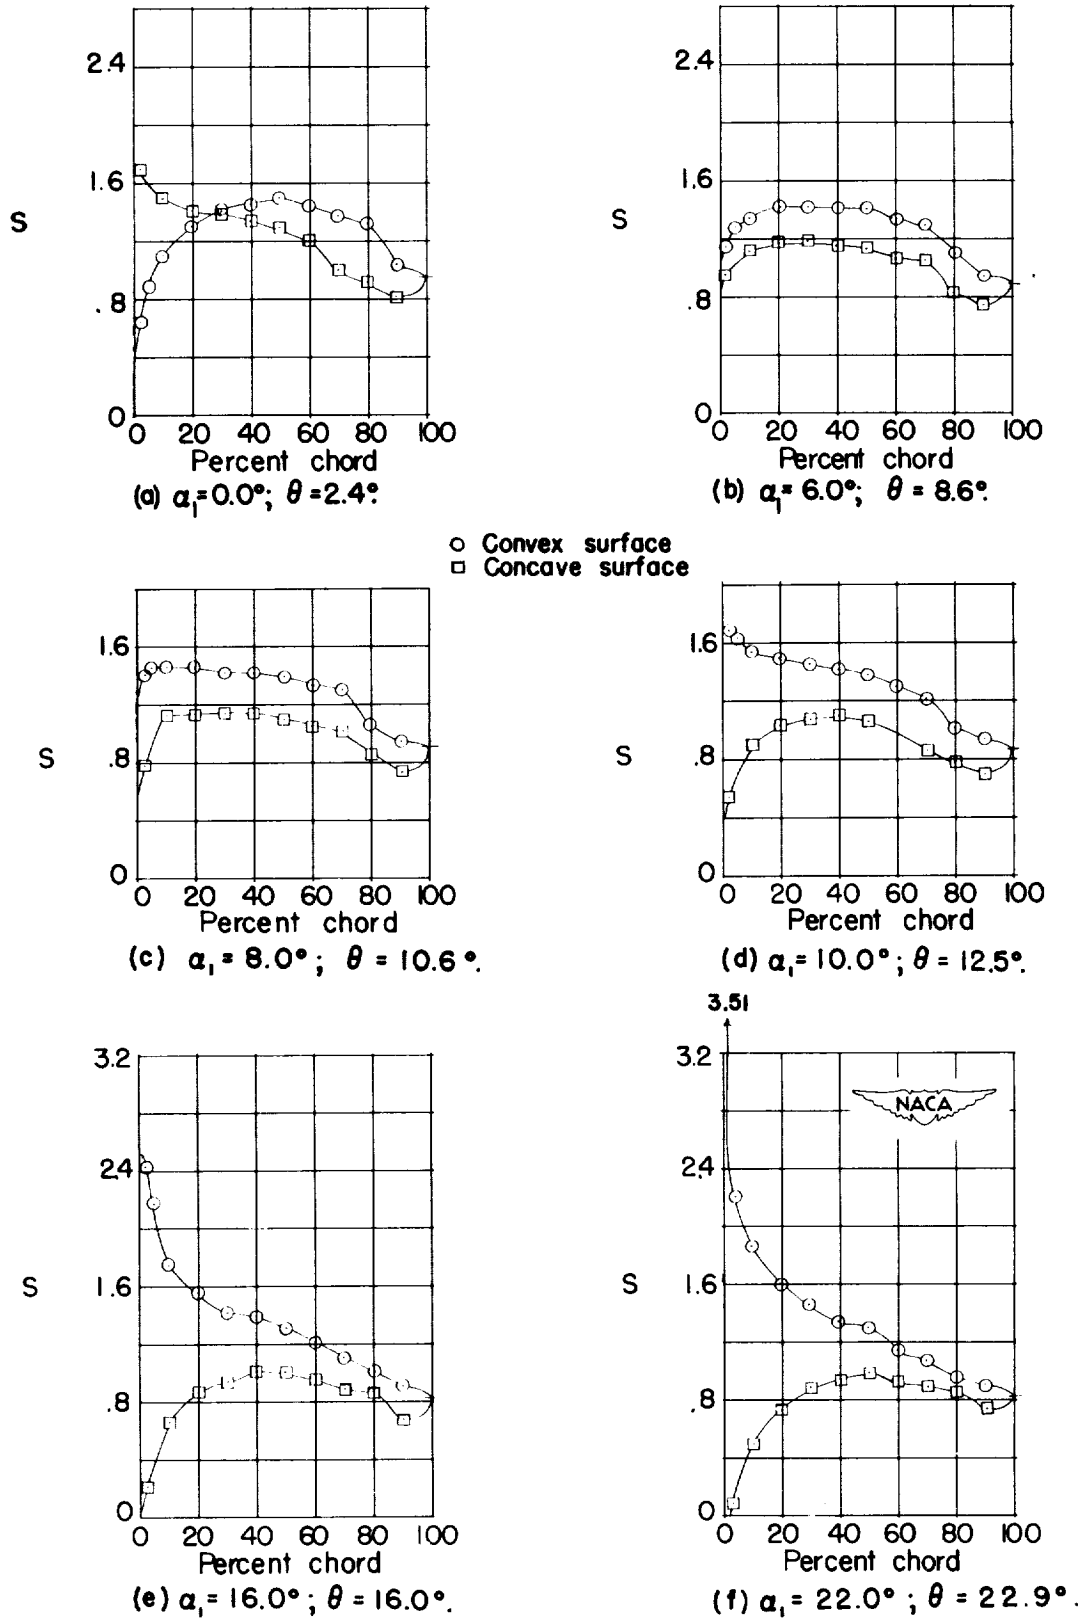 2.4
1.6
S
.8
0
0 20 40 60 80 100
Percent chord
(a) α₁=0.0°; θ=2.4°.
2.4
1.6
S
.8
0
0 20 40 60 80 100
Percent chord
(b) α₁= 6.0°; θ = 8.6°.
○ Convex surface
□ Concave surface
1.6
S
.8
0
0 20 40 60 80 100
Percent chord
(c) α₁ = 8.0°; θ = 10.6°.
1.6
S
.8
0
0 20 40 60 80 100
Percent chord
(d) α₁= 10.0°; θ = 12.5°.
3.2
2.4
1.6
S
.8
0
0 20 40 60 80 100
Percent chord
(e) α₁= 16.0°; θ = 16.0°.
3.51
3.2
NACA
2.4
1.6
S
.8
0
0 20 40 60 80 100
Percent chord
(f) α₁= 22.0°; θ = 22.9°.